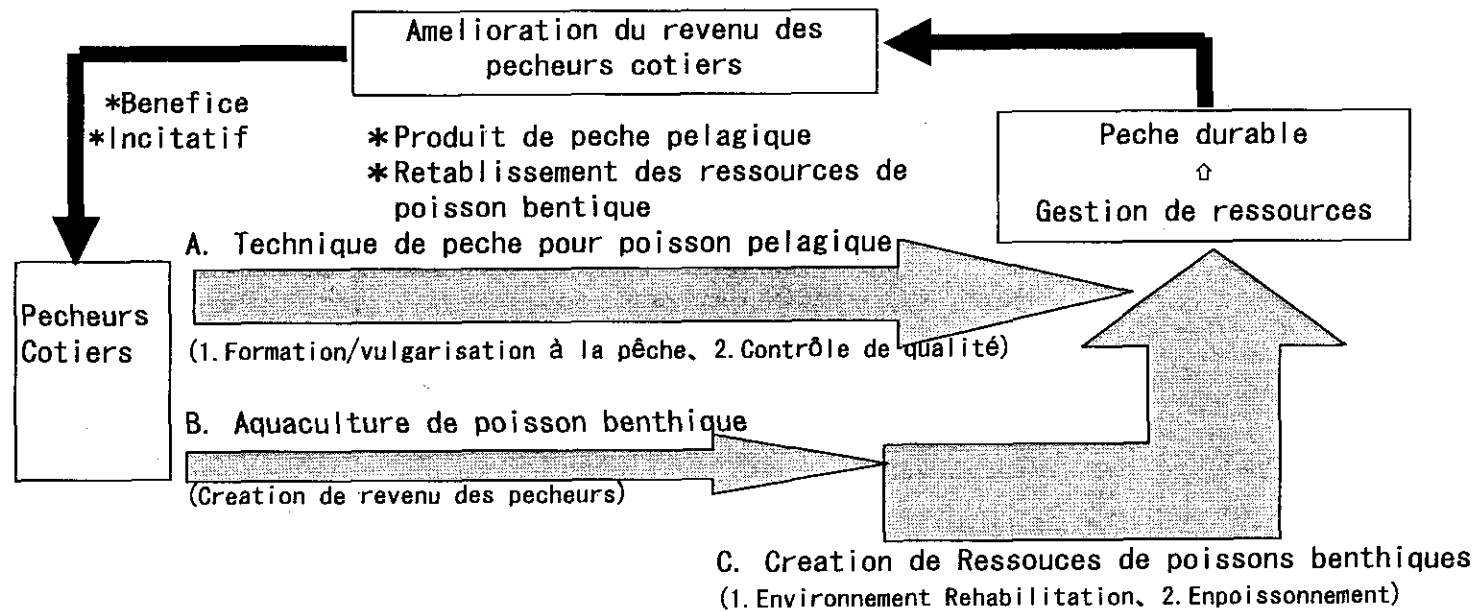 Amelioration du revenu des
pecheurs cotiers
*Benefice
*Incitatif
*Produit de peche pelagique
*Retablissement des ressources de
poisson bentique
Peche durable
⇧
Gestion de ressources
A. Technique de peche pour poisson pelagique
Pecheurs
Cotiers
(1.Formation/vulgarisation à la pêche、2.Contrôle de qualité)
B. Aquaculture de poisson benthique
(Creation de revenu des pecheurs)
C. Creation de Ressouces de poissons benthiques
(1.Environnement Rehabilitation、2.Enpoissonnement)